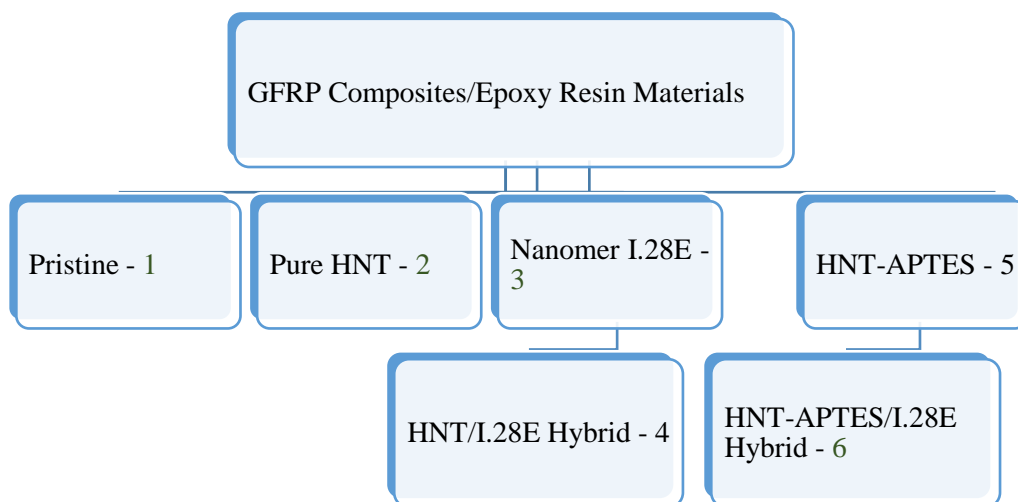 GFRP Composites/Epoxy Resin Materials
Pristine - 1
Pure HNT - 2
Nanomer I.28E -
3
HNT-APTES - 5
HNT/I.28E Hybrid - 4
HNT-APTES/I.28E
Hybrid - 6